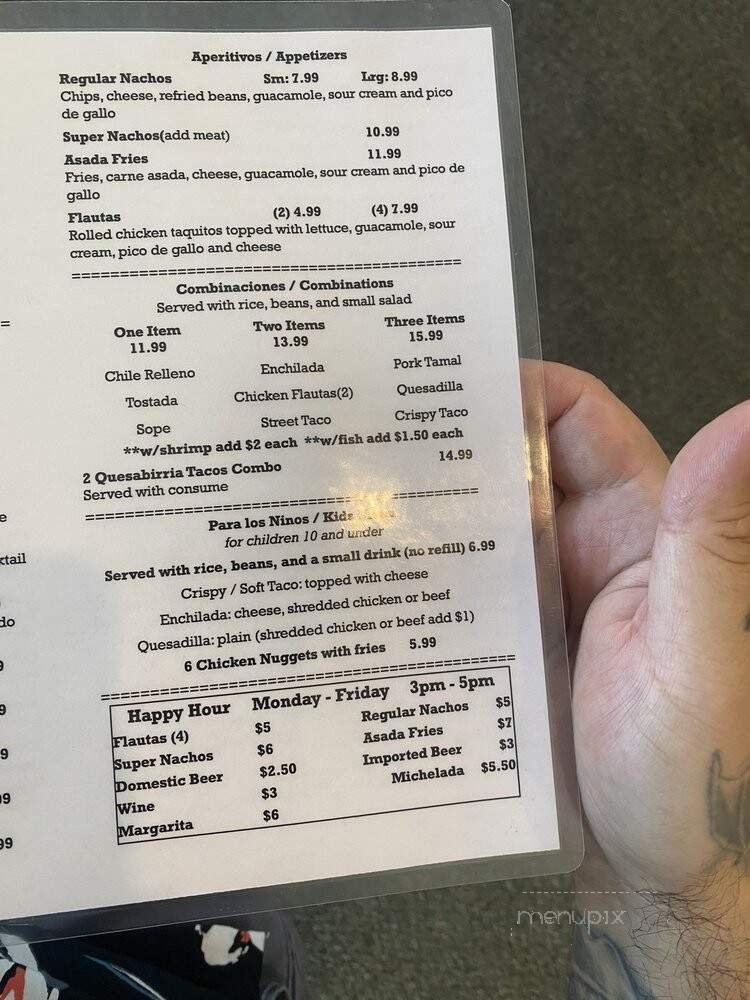 Aperitivos / Appetizers
Regular Nachos Sm: 7.99 Lrg: 8.99
Chips, cheese, refried beans, guacamole, sour cream and pico
de gallo
Super Nachos(add meat) 10.99
Asada Fries 11.99
Fries, carne asada, cheese, guacamole, sour cream and pico de
gallo
Flautas (2) 4.99 (4) 7.99
Rolled chicken taquitos topped with lettuce, guacamole, sour
cream, pico de gallo and cheese
========================================
Combinaciones / Combinations
Served with rice, beans, and small salad
One Item Two Items Three Items
11.99 13.99 15.99
Chile Relleno Enchilada Pork Tamal
Tostada Chicken Flautas(2) Quesadilla
Sope Street Taco Crispy Taco
**w/shrimp add $2 each **w/fish add $1.50 each
2 Quesabirria Tacos Combo 14.99
Served with consume
========================================
Para los Ninos / Kids
for children 10 and under
Served with rice, beans, and a small drink (no refill) 6.99
Crispy / Soft Taco: topped with cheese
Enchilada: cheese, shredded chicken or beef
Quesadilla: plain (shredded chicken or beef add $1)
6 Chicken Nuggets with fries 5.99
========================================
Happy Hour Monday - Friday 3pm - 5pm
Flautas (4) $5 Regular Nachos $5
Super Nachos $6 Asada Fries $7
Domestic Beer $2.50 Imported Beer $3
Wine $3 Michelada $5.50
Margarita $6
=
e
ktail
do
9
9
9
99
99
menupix